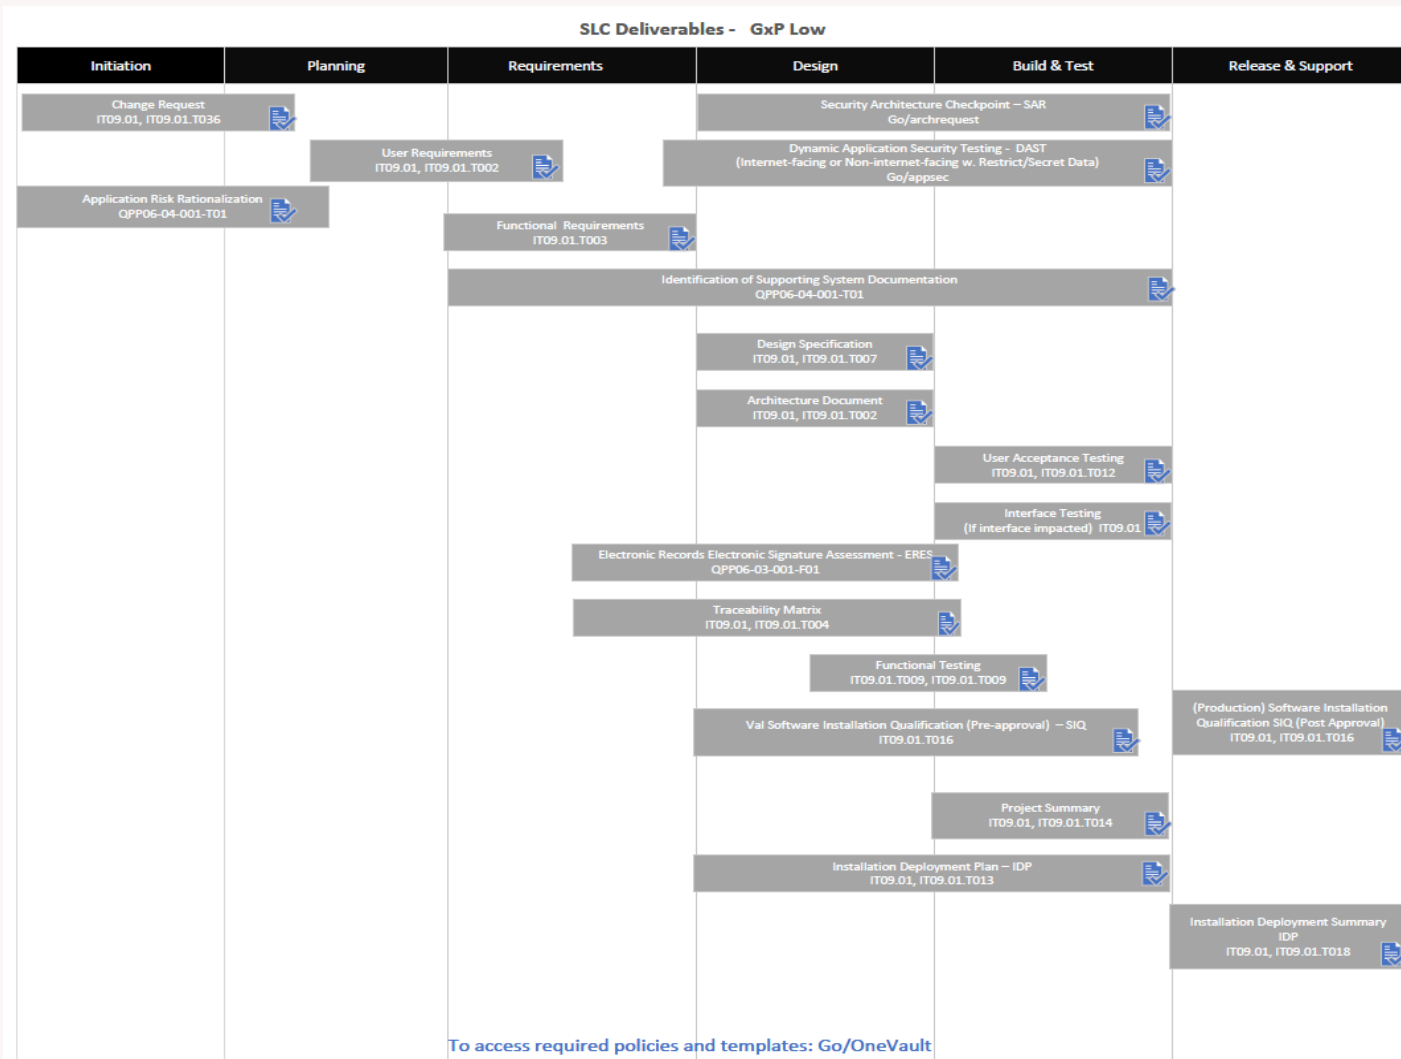 SLC Deliverables -   GxP Low
Initiation
Planning
Requirements
Design
Build & Test
Release & Support
Change Request
IT09.01, IT09.01.T036
Security Architecture Checkpoint – SAR
Go/archrequest
User Requirements
IT09.01, IT09.01.T002
Dynamic Application Security Testing -  DAST
(Internet-facing or Non-internet-facing w. Restrict/Secret Data)
Go/appsec
Application Risk Rationalization
QPP06-04-001-T01
Functional  Requirements
IT09.01.T003
Identification of Supporting System Documentation
QPP06-04-001-T01
Design Specification
IT09.01, IT09.01.T007
Architecture Document
IT09.01, IT09.01.T002
User Acceptance Testing
IT09.01, IT09.01.T012
Interface Testing
(If interface impacted)  IT09.01
Electronic Records Electronic Signature Assessment - ERES
QPP06-03-001-F01
Traceability Matrix
IT09.01, IT09.01.T004
Functional Testing
IT09.01.T009, IT09.01.T009
Val Software Installation Qualification (Pre-approval)  – SIQ
IT09.01.T016
(Production) Software Installation
Qualification SIQ (Post Approval)
IT09.01, IT09.01.T016
Project Summary
IT09.01, IT09.01.T014
Installation Deployment Plan – IDP
IT09.01, IT09.01.T013
Installation Deployment Summary
IDP
IT09.01, IT09.01.T018
To access required policies and templates: Go/OneVault